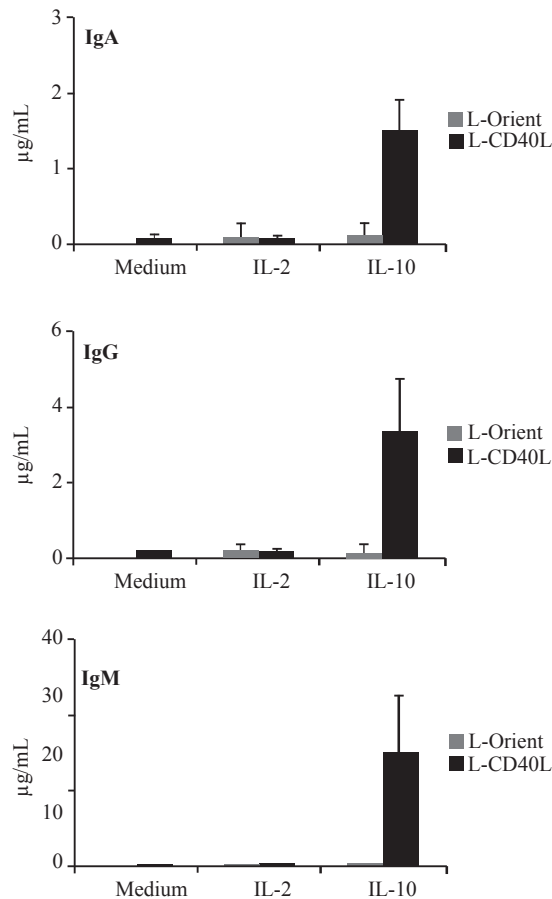 3
IgA
2
µg/mL
1
0
Medium IL-2 IL-10
L-Orient
L-CD40L
6
IgG
4
µg/mL
2
0
Medium IL-2 IL-10
L-Orient
L-CD40L
40
IgM
30
20
µg/mL
10
0
Medium IL-2 IL-10
L-Orient
L-CD40L